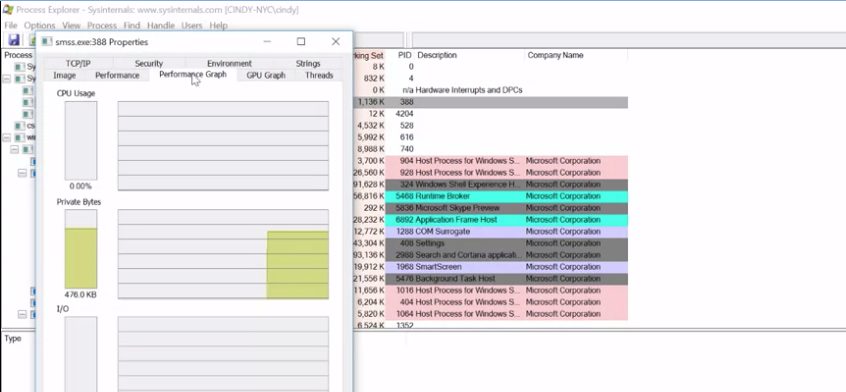 Process Explorer - Sysinternals: www.sysinternals.com [CINDY-NYC\cindy]
File Options View Process Find Handle Users Help
smss.exe:388 Properties
TCP/IP Security Environment Strings
Image Performance Performance Graph GPU Graph Threads
CPU Usage
0.00%
Private Bytes
476.0 KB
I/O
Process
king Set PID Description Company Name
8 K 0
832 K 4
0 K n/a Hardware Interrupts and DPCs
1,136 K 388
12 K 4204
4,532 K 528
5,992 K 616
8,988 K 740
3,700 K 904 Host Process for Windows S... Microsoft Corporation
26,560 K 928 Host Process for Windows S... Microsoft Corporation
91,628 K 324 Windows Shell Experience H... Microsoft Corporation
56,816 K 5468 Runtime Broker Microsoft Corporation
292 K 5836 Microsoft Skype Preview Microsoft Corporation
28,232 K 6892 Application Frame Host Microsoft Corporation
12,772 K 1288 COM Surrogate Microsoft Corporation
43,304 K 408 Settings Microsoft Corporation
93,136 K 2988 Search and Cortana applicati... Microsoft Corporation
19,912 K 1968 SmartScreen Microsoft Corporation
21,556 K 5476 Background Task Host Microsoft Corporation
11,656 K 1016 Host Process for Windows S... Microsoft Corporation
6,204 K 404 Host Process for Windows S... Microsoft Corporation
5,820 K 1064 Host Process for Windows S... Microsoft Corporation
6,524 K 1352
Type